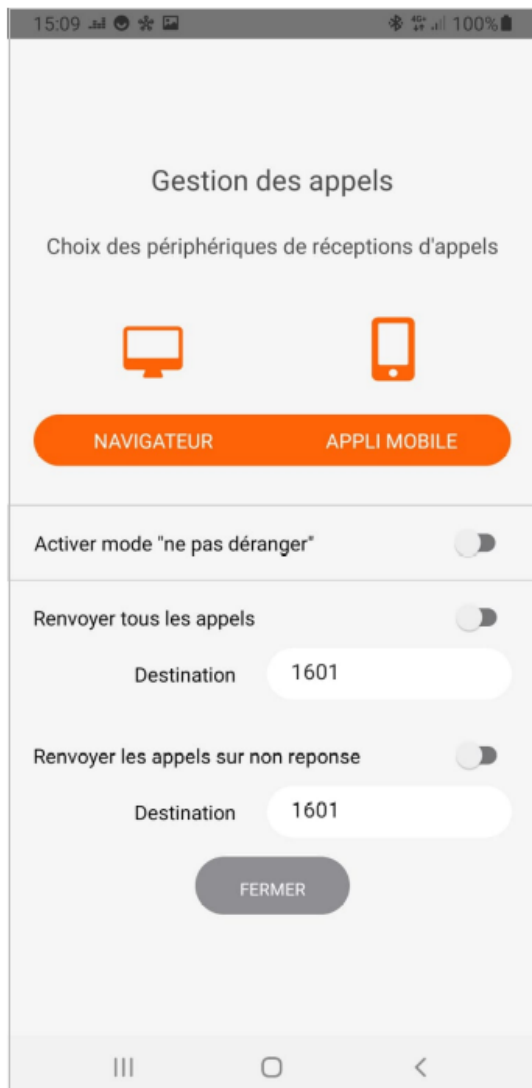 15:09 4G+ 100%
Gestion des appels
Choix des périphériques de réceptions d'appels
NAVIGATEUR APPLI MOBILE
Activer mode "ne pas déranger"
Renvoyer tous les appels
Destination 1601
Renvoyer les appels sur non reponse
Destination 1601
FERMER